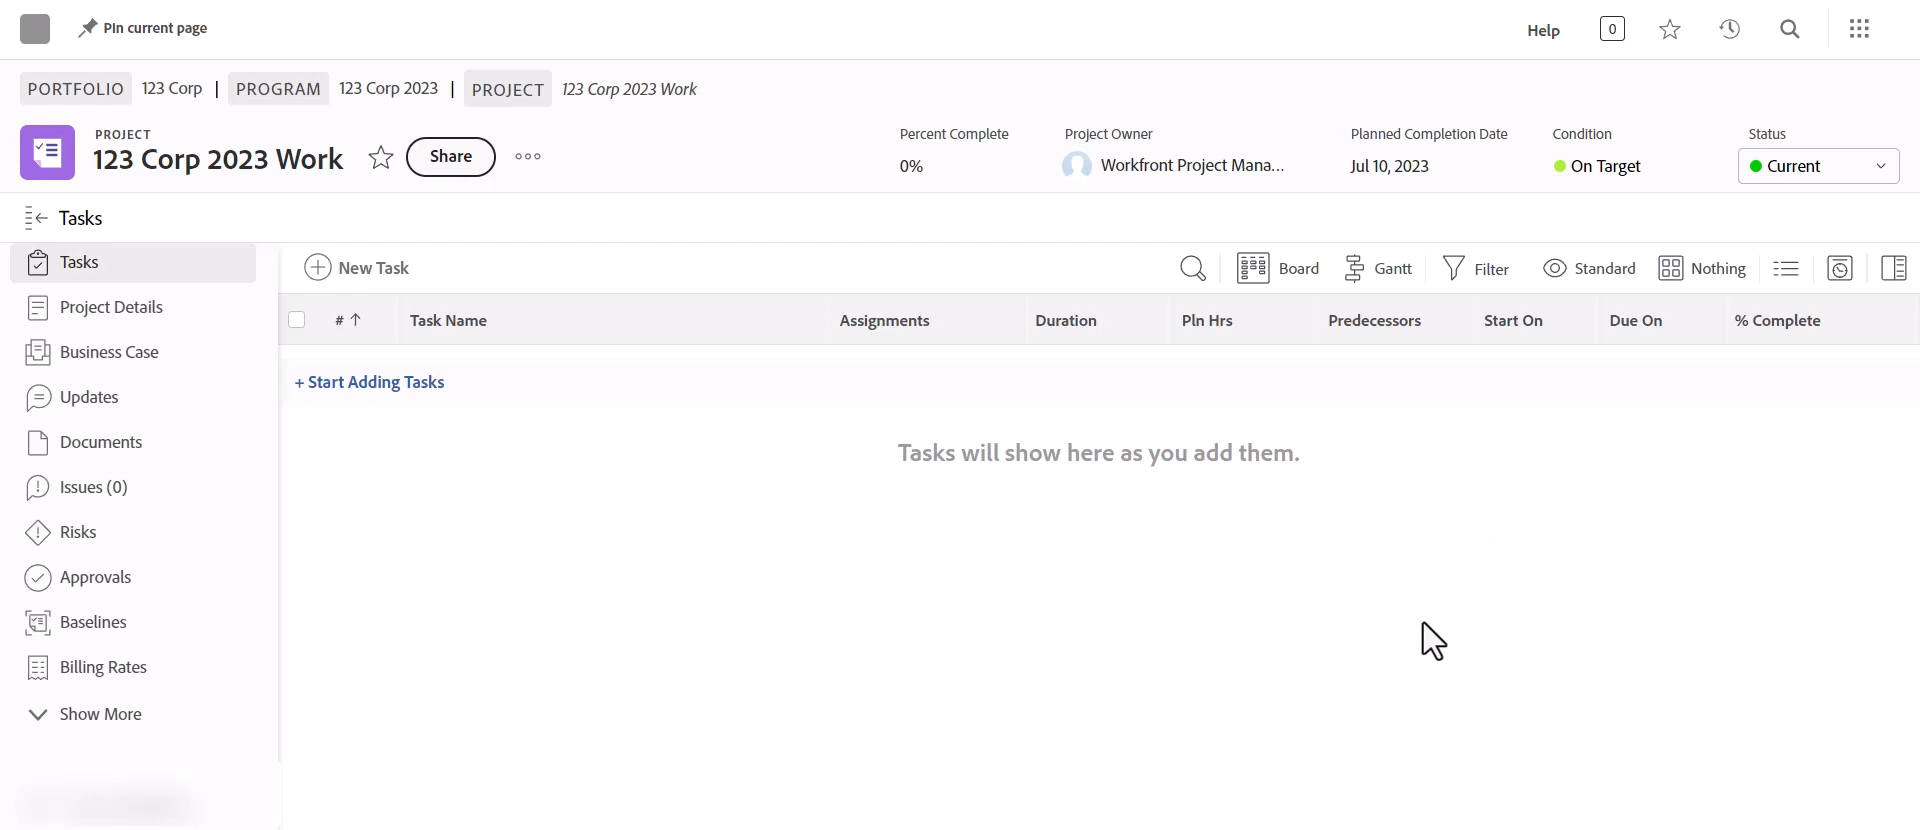 Pin current page
Help 0
PORTFOLIO 123 Corp | PROGRAM 123 Corp 2023 | PROJECT 123 Corp 2023 Work
PROJECT
123 Corp 2023 Work
Share
Percent Complete
0%
Project Owner
Workfront Project Mana...
Planned Completion Date
Jul 10, 2023
Condition
On Target
Status
Current
Tasks
Tasks
Project Details
Business Case
Updates
Documents
Issues (0)
Risks
Approvals
Baselines
Billing Rates
Show More
New Task
Board Gantt Filter Standard Nothing
# Task Name Assignments Duration Pln Hrs Predecessors Start On Due On % Complete
+ Start Adding Tasks
Tasks will show here as you add them.